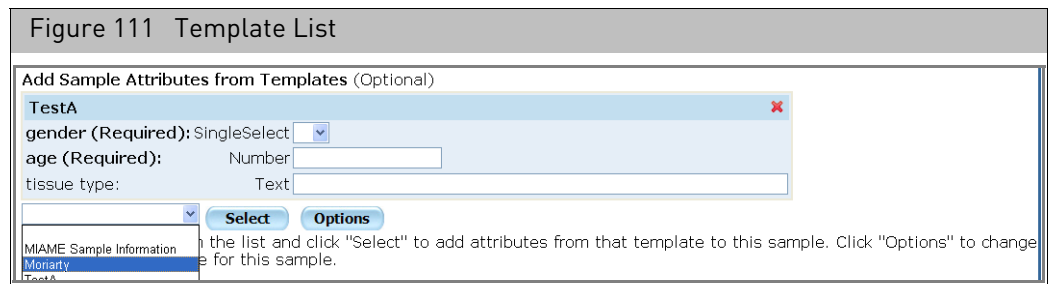 Figure 111 Template List
Add Sample Attributes from Templates (Optional)
TestA
gender (Required): SingleSelect
age (Required): Number
tissue type: Text
Select Options
MIAME Sample Information
the list and click "Select" to add attributes from that template to this sample. Click "Options" to change
Moriarty
for this sample.
TestA